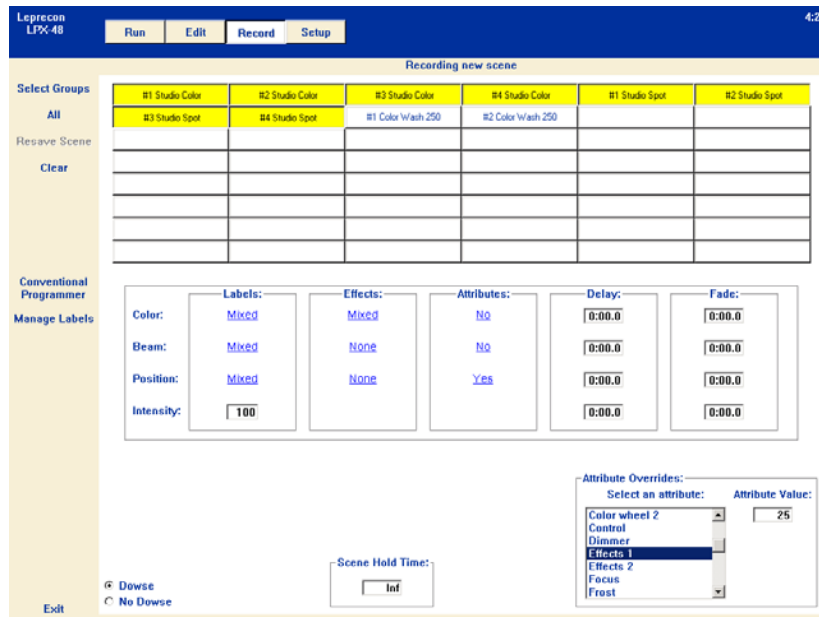 Leprecon
LPX-48
Run Edit Record Setup
4:2
Recording new scene
Select Groups
All
Resave Scene
Clear
Conventional
Programmer
Manage Labels
Exit
#1 Studio Color #2 Studio Color #3 Studio Color #4 Studio Color #1 Studio Spot #2 Studio Spot
#3 Studio Spot #4 Studio Spot #1 Color Wash 250 #2 Color Wash 250
Labels: Effects: Attributes: Delay: Fade:
Color: Mixed Mixed No 0:00.0 0:00.0
Beam: Mixed None No 0:00.0 0:00.0
Position: Mixed None Yes 0:00.0 0:00.0
Intensity: 100 0:00.0 0:00.0
Attribute Overrides:
Select an attribute: Attribute Value:
Color wheel 2 25
Control
Dimmer
Effects 1
Effects 2
Focus
Frost
Scene Hold Time:
Inf
Dowse
No Dowse